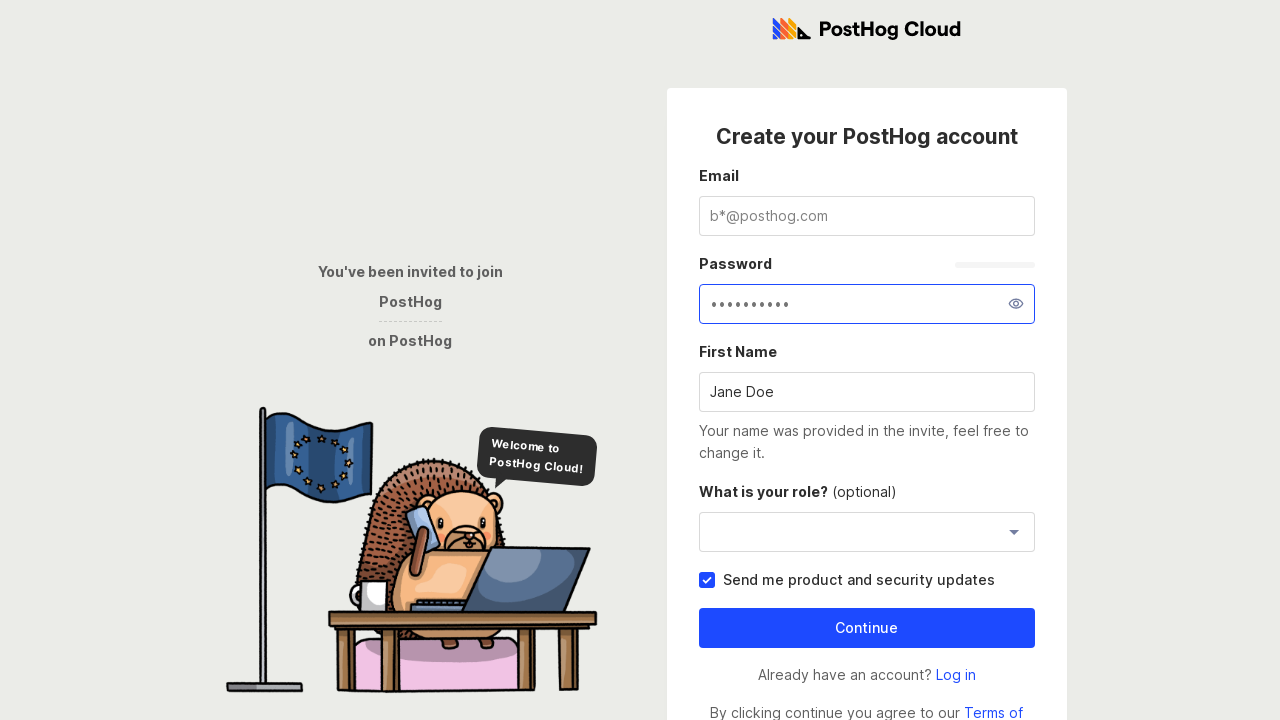 PostHog Cloud
Create your PostHog account
Email
b*@posthog.com
Password
••••••••••
First Name
Jane Doe
Your name was provided in the invite, feel free to
change it.
What is your role? (optional)
Send me product and security updates
Continue
Already have an account? Log in
By clicking continue you agree to our Terms of
You've been invited to join
PostHog
on PostHog
Welcome to
PostHog Cloud!